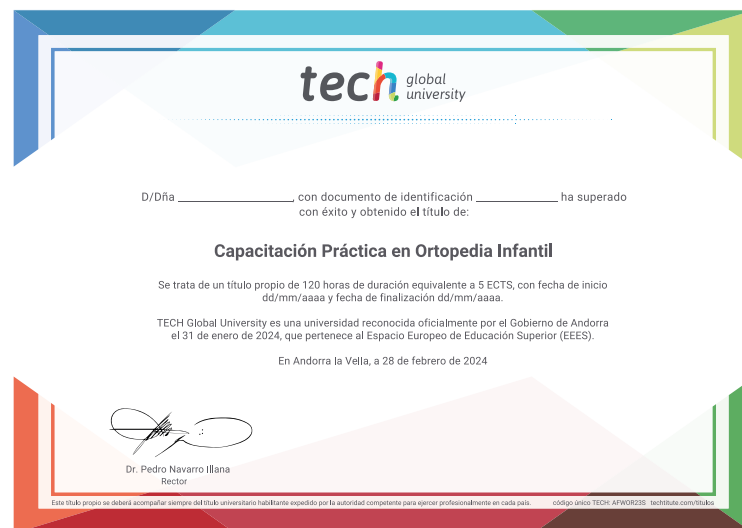 tech global university
D/Dña ____________________, con documento de identificación ______________ ha superado
con éxito y obtenido el título de:
Capacitación Práctica en Ortopedia Infantil
Se trata de un título propio de 120 horas de duración equivalente a 5 ECTS, con fecha de inicio
dd/mm/aaaa y fecha de finalización dd/mm/aaaa.
TECH Global University es una universidad reconocida oficialmente por el Gobierno de Andorra
el 31 de enero de 2024, que pertenece al Espacio Europeo de Educación Superior (EEES).
En Andorra la Vella, a 28 de febrero de 2024
Dr. Pedro Navarro Illana
Rector
Este título propio se deberá acompañar siempre del título universitario habilitante expedido por la autoridad competente para ejercer profesionalmente en cada país. código único TECH: AFWOR23S techtitute.com/titulos